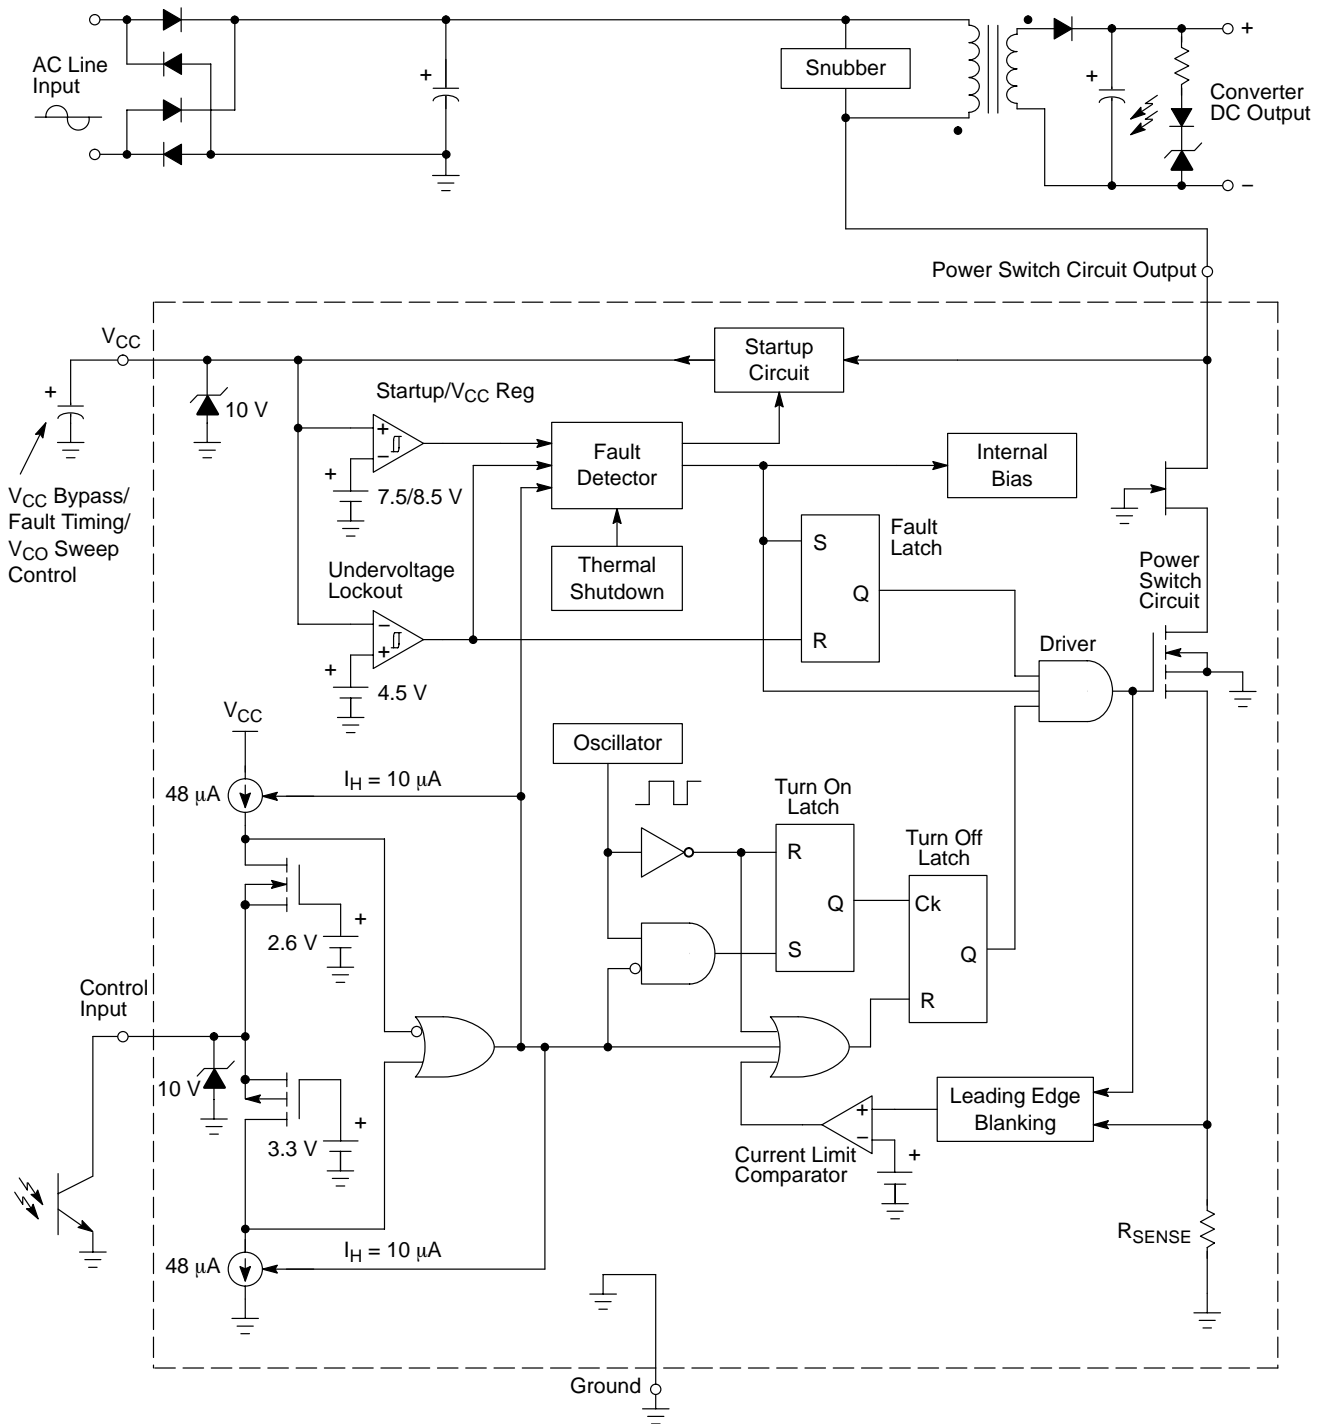 AC Line
Input
+
Snubber
+
+
Converter
DC Output
−
Power Switch Circuit Output
VCC
+
VCC Bypass/
Fault Timing/
VCO Sweep
Control
10 V
Startup/VCC Reg
+
−
+
7.5/8.5 V
Startup
Circuit
Fault
Detector
Internal
Bias
Thermal
Shutdown
Fault
Latch
S
Q
R
Undervoltage
Lockout
−
+
+
4.5 V
Power
Switch
Circuit
Driver
VCC
48 µA
IH = 10 µA
Oscillator
Turn On
Latch
R
Q
S
Turn Off
Latch
Ck
Q
R
+
2.6 V
Control
Input
10 V
+
3.3 V
Leading Edge
Blanking
+
−
+
Current Limit
Comparator
48 µA
IH = 10 µA
RSENSE
Ground